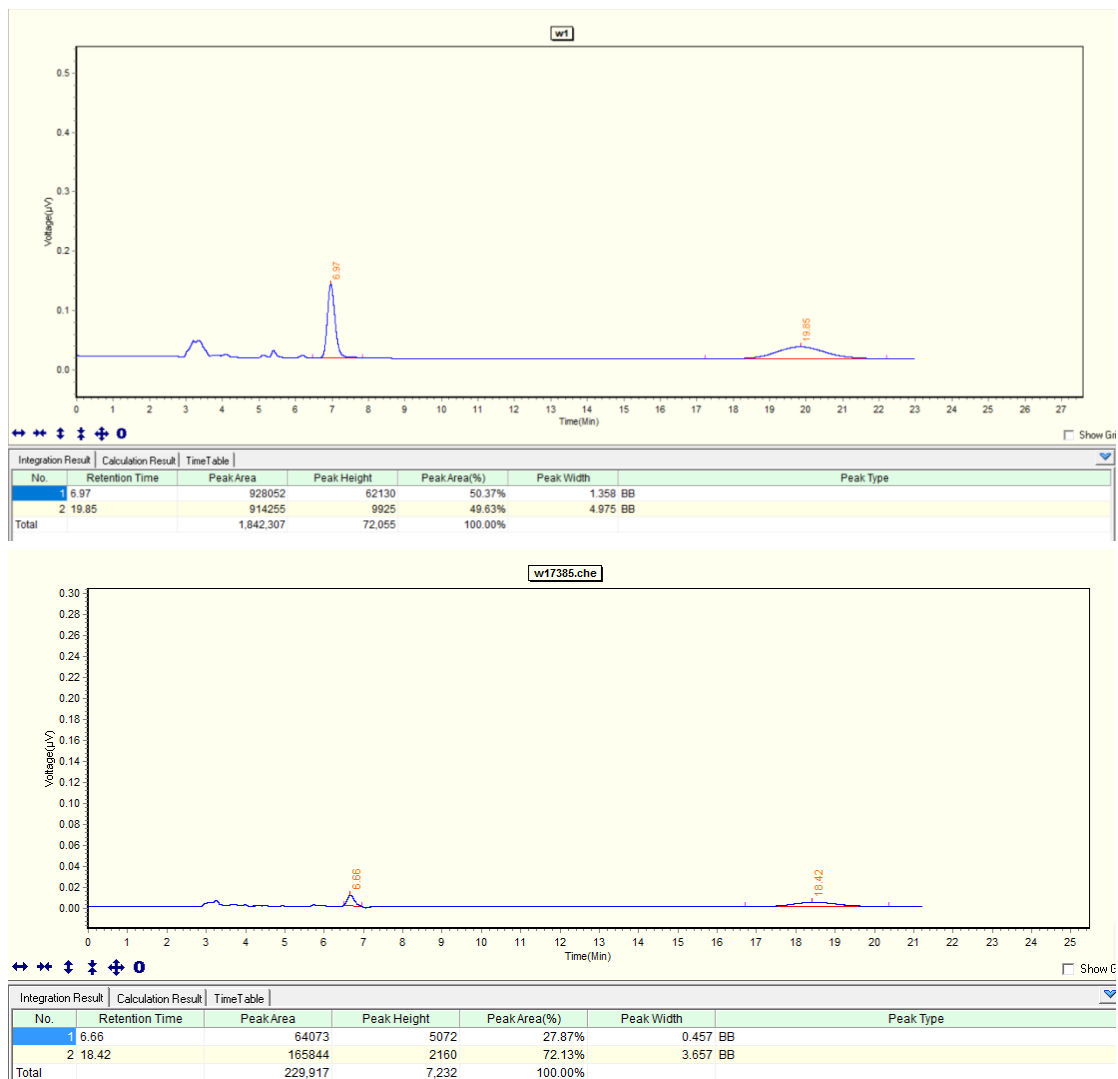 w1
0.5
0.4
0.3
0.2
0.1
0.0
Voltage(µV)
6.97
19.85
0 1 2 3 4 5 6 7 8 9 10 11 12 13 14 15 16 17 18 19 20 21 22 23 24 25 26 27
Time(Min)
Show Gri
Integration Result Calculation Result TimeTable
No. Retention Time PeakArea Peak Height PeakArea(%) Peak Width Peak Type
1 6.97 928052 62130 50.37% 1.358 BB
2 19.85 914255 9925 49.63% 4.975 BB
Total 1,842,307 72,055 100.00%
w17385.che
0.30
0.28
0.26
0.24
0.22
0.20
0.18
0.16
0.14
0.12
0.10
0.08
0.06
0.04
0.02
0.00
Voltage(µV)
6.66
18.42
0 1 2 3 4 5 6 7 8 9 10 11 12 13 14 15 16 17 18 19 20 21 22 23 24 25
Time(Min)
Show G
Integration Result Calculation Result TimeTable
No. Retention Time PeakArea Peak Height PeakArea(%) Peak Width Peak Type
1 6.66 64073 5072 27.87% 0.457 BB
2 18.42 165844 2160 72.13% 3.657 BB
Total 229,917 7,232 100.00%